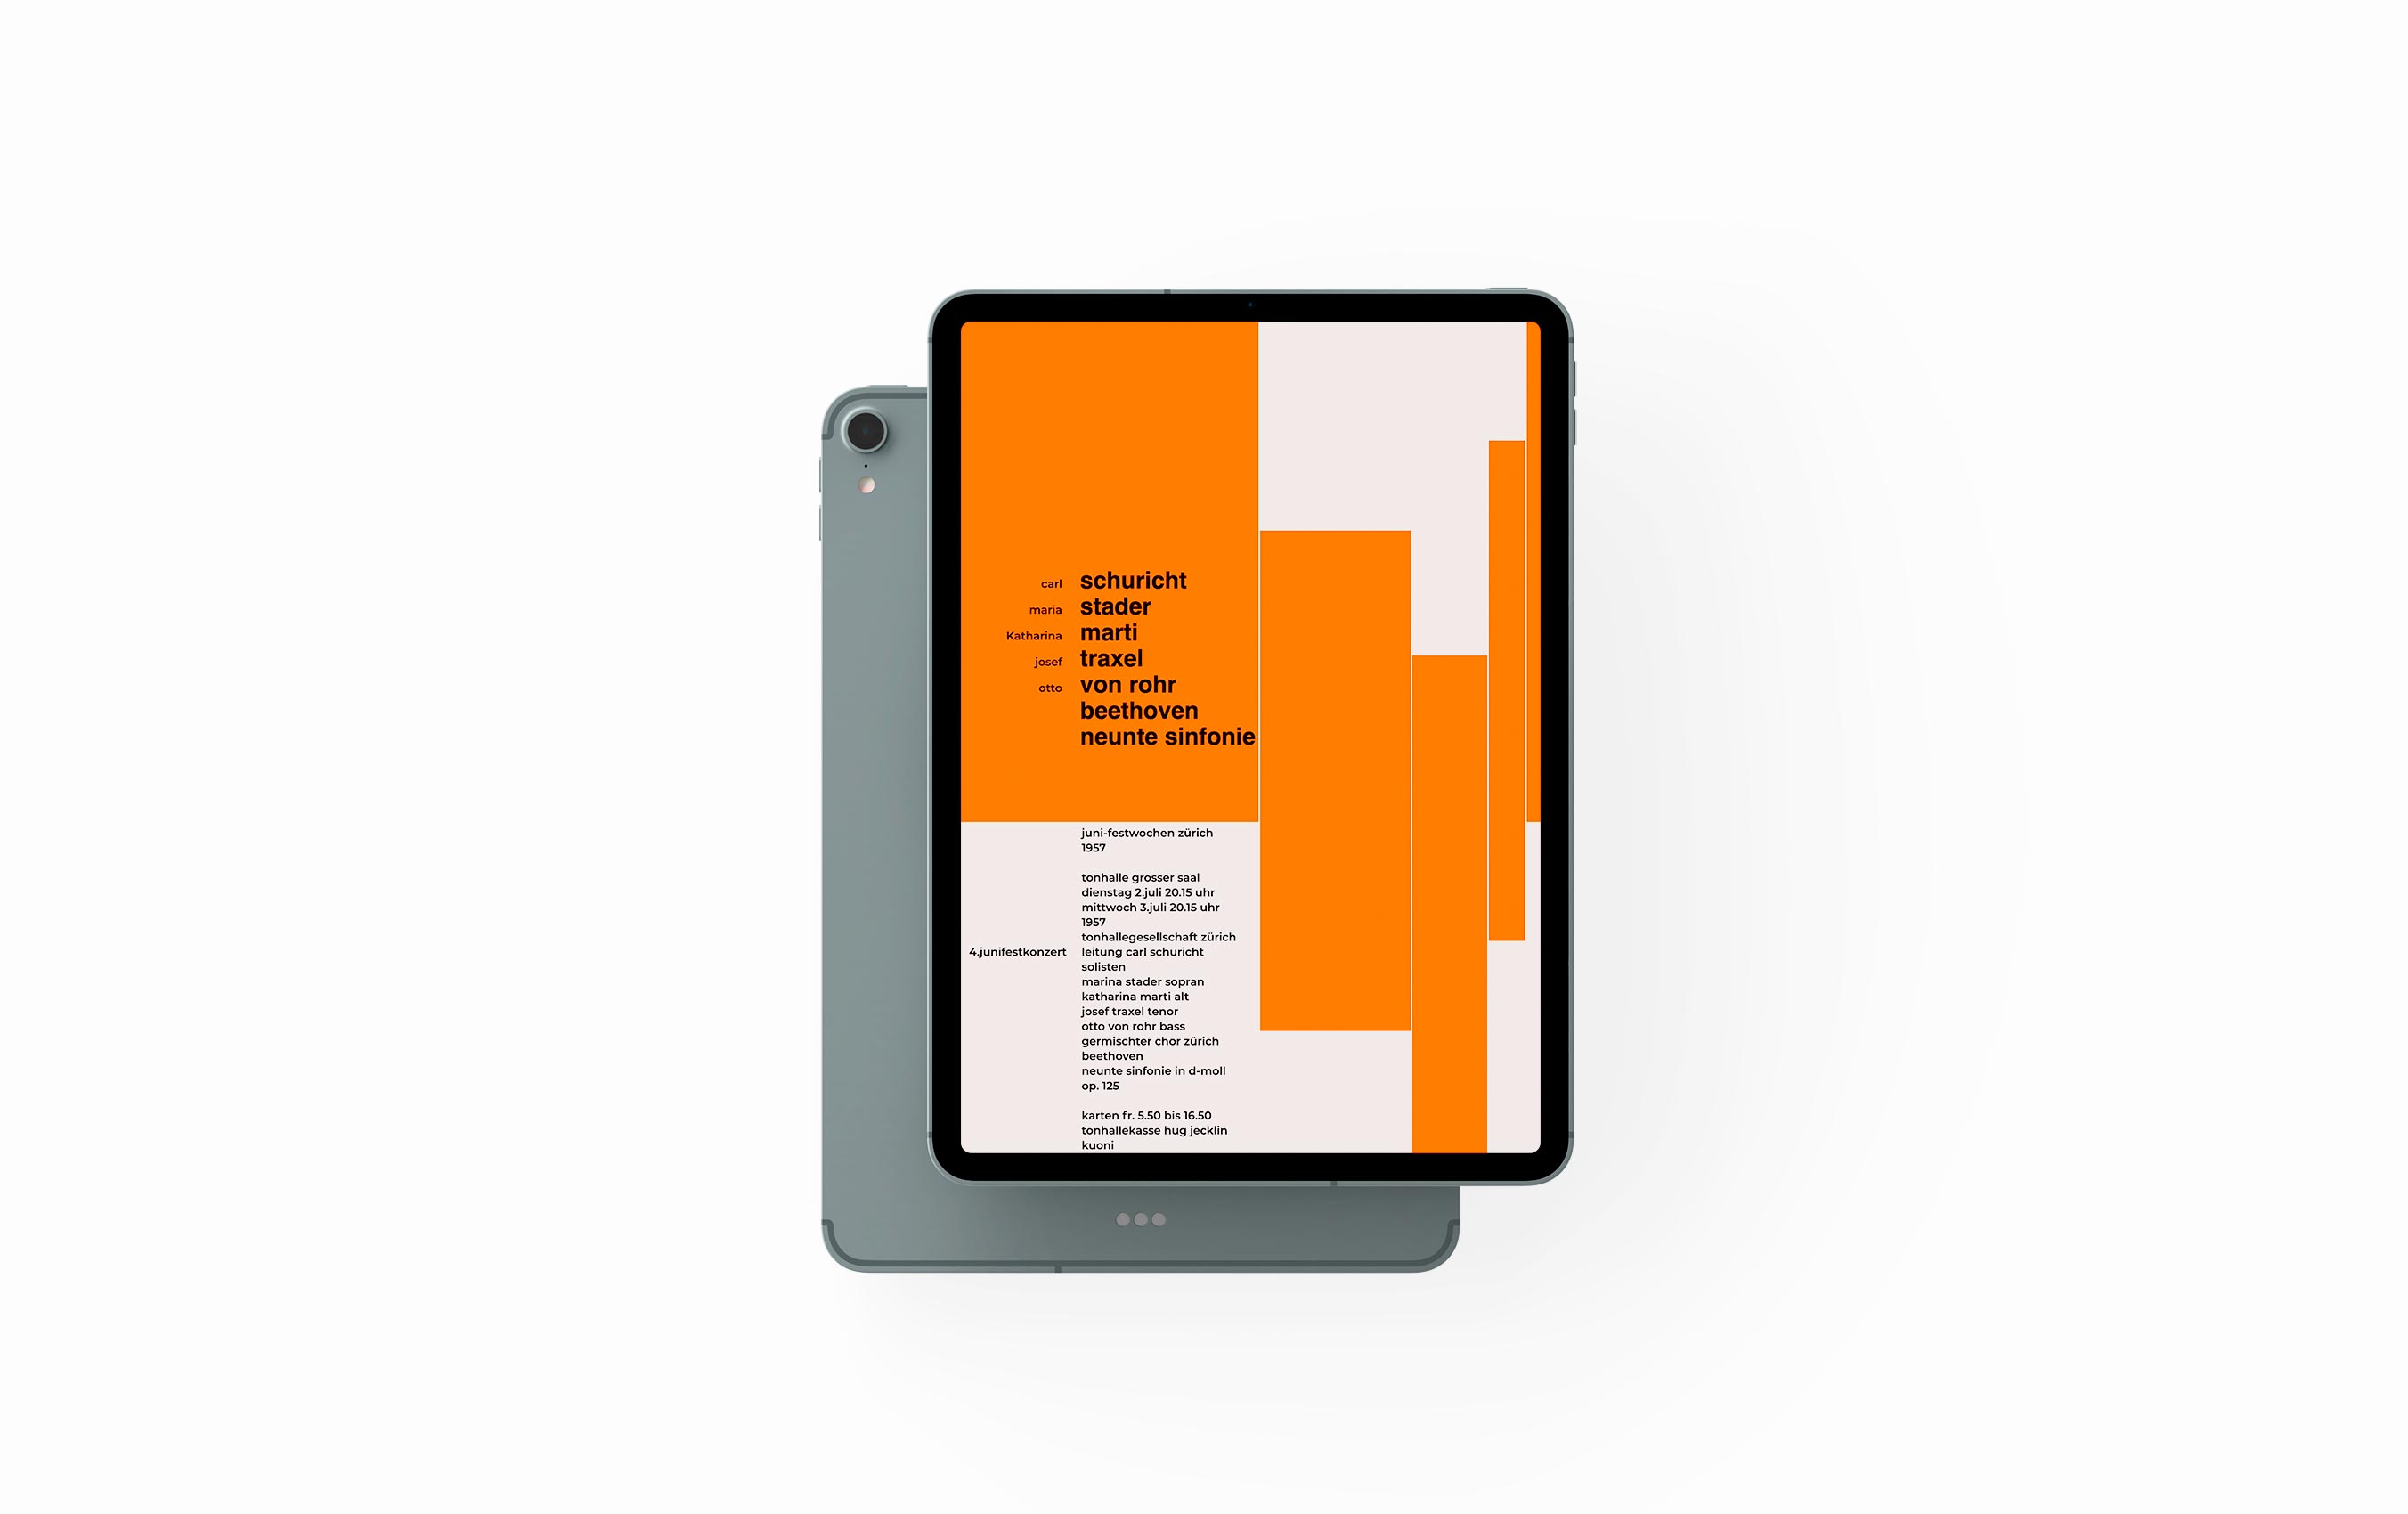 carl schuricht
maria stader
Katharina marti
josef traxel
otto von rohr
beethoven
neunte sinfonie
juni-festwochen zürich
1957
tonhalle grosser saal
dienstag 2.juli 20.15 uhr
mittwoch 3.juli 20.15 uhr
1957
tonhallegesellschaft zürich
4.junifestkonzert leitung carl schuricht
solisten
marina stader sopran
katharina marti alt
josef traxel tenor
otto von rohr bass
germischter chor zürich
beethoven
neunte sinfonie in d-moll
op. 125
karten fr. 5.50 bis 16.50
tonhallekasse hug jecklin
kuoni